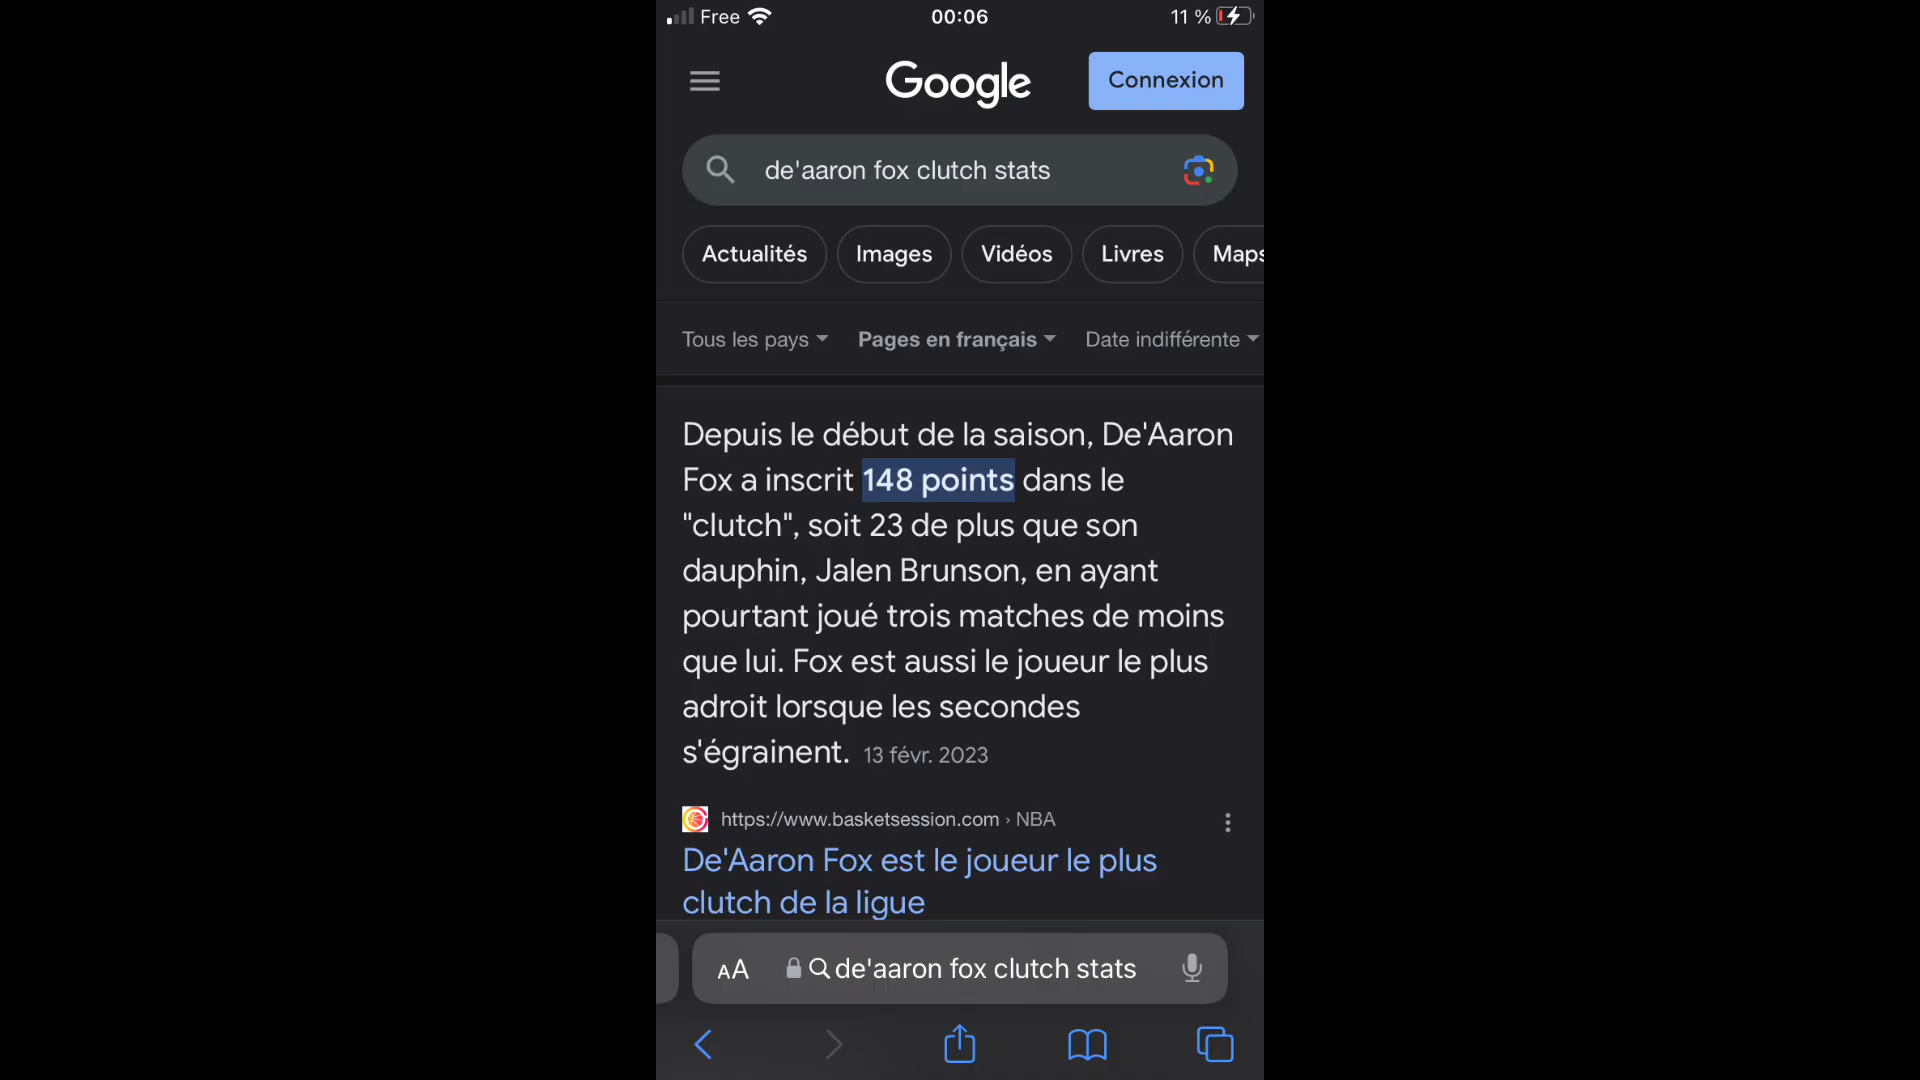 Free 00:06 11 %
Google Connexion
de'aaron fox clutch stats
Actualités Images Vidéos Livres Maps
Tous les pays Pages en français Date indifférente
Depuis le début de la saison, De'Aaron
Fox a inscrit 148 points dans le
"clutch", soit 23 de plus que son
dauphin, Jalen Brunson, en ayant
pourtant joué trois matches de moins
que lui. Fox est aussi le joueur le plus
adroit lorsque les secondes
s'égrainent. 13 févr. 2023
https://www.basketsession.com › NBA
De'Aaron Fox est le joueur le plus
clutch de la ligue
AA de'aaron fox clutch stats